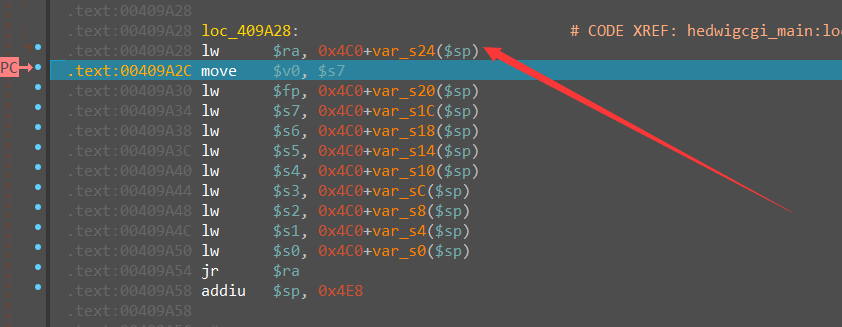 .text:00409A28
.text:00409A28 loc_409A28: # CODE XREF: hedwigcgi_main:lo
.text:00409A28 lw $ra, 0x4C0+var_s24($sp)
PC .text:00409A2C move $v0, $s7
.text:00409A30 lw $fp, 0x4C0+var_s20($sp)
.text:00409A34 lw $s7, 0x4C0+var_s1C($sp)
.text:00409A38 lw $s6, 0x4C0+var_s18($sp)
.text:00409A3C lw $s5, 0x4C0+var_s14($sp)
.text:00409A40 lw $s4, 0x4C0+var_s10($sp)
.text:00409A44 lw $s3, 0x4C0+var_sC($sp)
.text:00409A48 lw $s2, 0x4C0+var_s8($sp)
.text:00409A4C lw $s1, 0x4C0+var_s4($sp)
.text:00409A50 lw $s0, 0x4C0+var_s0($sp)
.text:00409A54 jr $ra
.text:00409A58 addiu $sp, 0x4E8
.text:00409A58